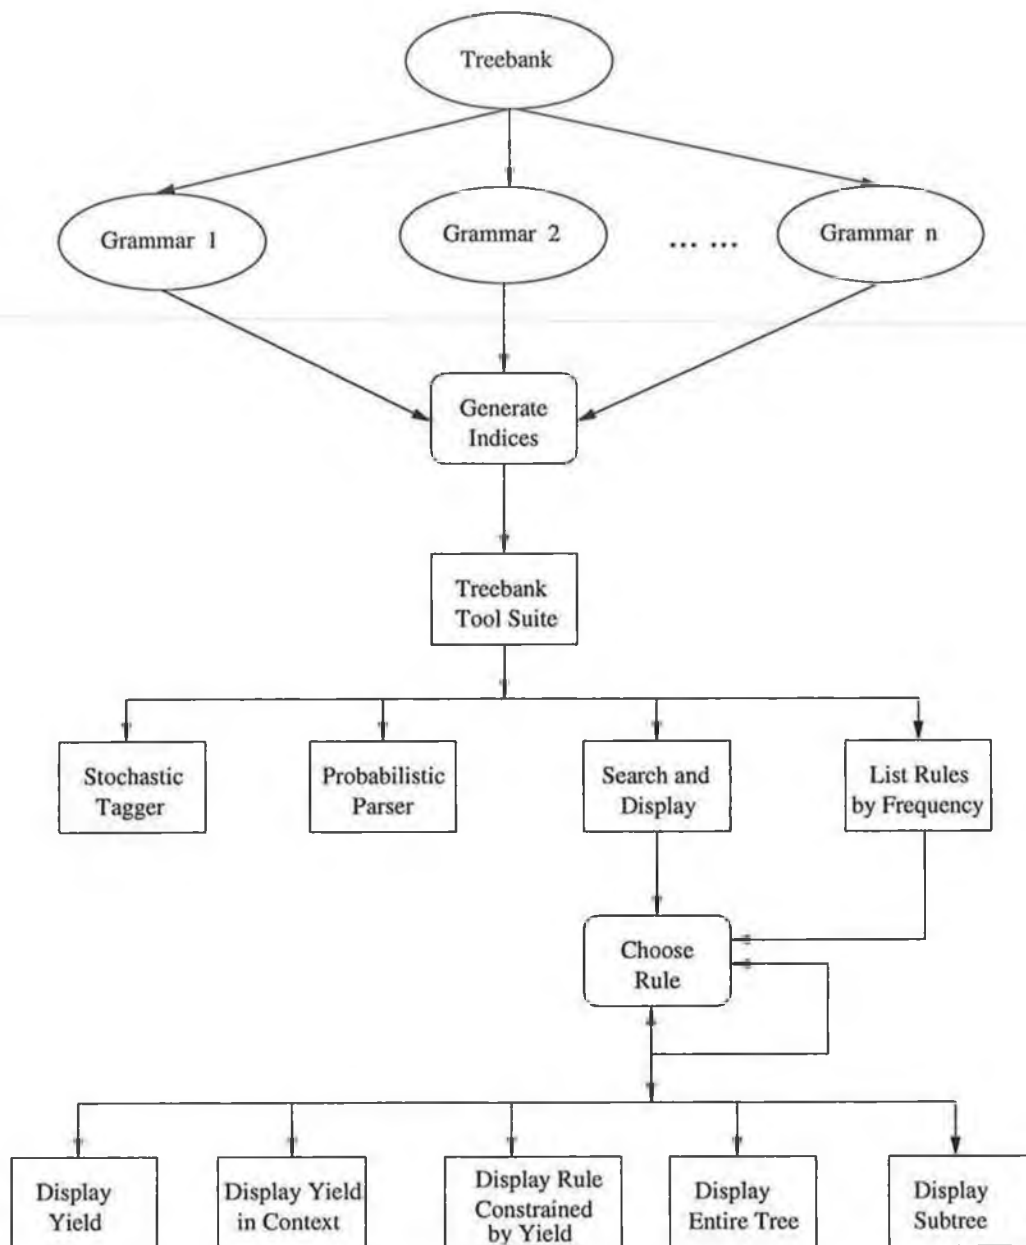 Treebank
Grammar 1
Grammar 2
... ...
Grammar n
Generate
Indices
Treebank
Tool Suite
Stochastic
Tagger
Probabilistic
Parser
Search and
Display
List Rules
by Frequency
Choose
Rule
Display
Yield
Display Yield
in Context
Display Rule
Constrained
by Yield
Display
Entire Tree
Display
Subtree